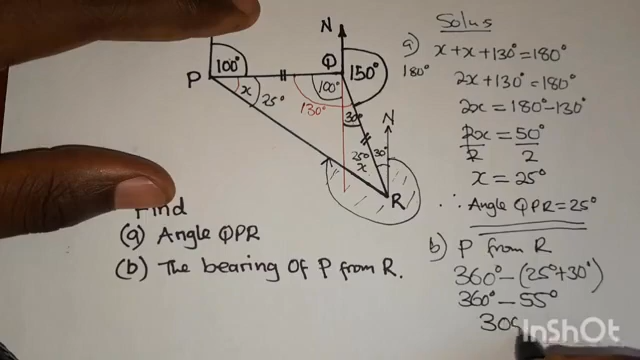 N
100°
P
Q
150°
x
25°
100°
130°
30°
N
25°
x
30°
R
Find
(a) Angle QPR
(b) The bearing of P from R.
Solus
a) x + x + 130° = 180°
180°
2x + 130° = 180°
2x = 180° - 130°
2x = 50°
2 2
x = 25°
∴ Angle QPR = 25°
b) P from R
360° - (25° + 30°)
360° - 55°
30
InShOt